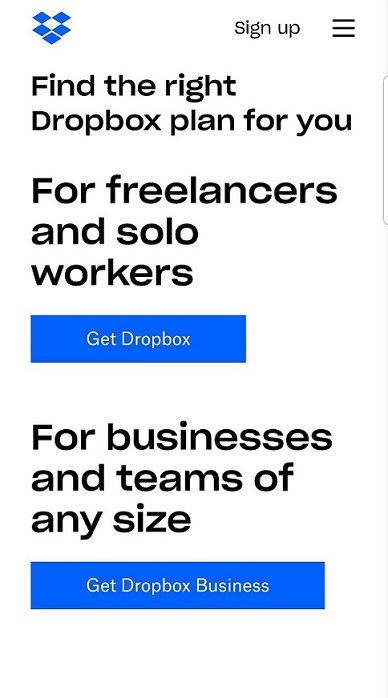 Sign up
Find the right
Dropbox plan for you
For freelancers
and solo
workers
Get Dropbox
For businesses
and teams of
any size
Get Dropbox Business